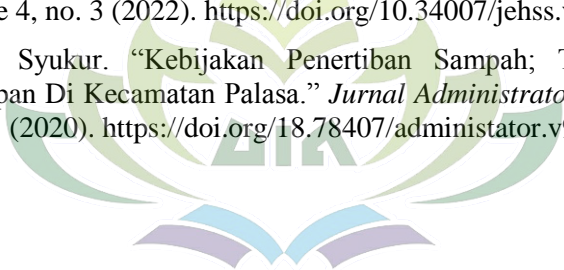 e 4, no. 3 (2022). https://doi.org/10.34007/jehss.v
Syukur. “Kebijakan Penertiban Sampah; T
pan Di Kecamatan Palasa.” Jurnal Administrato
(2020). https://doi.org/18.78407/administator.v